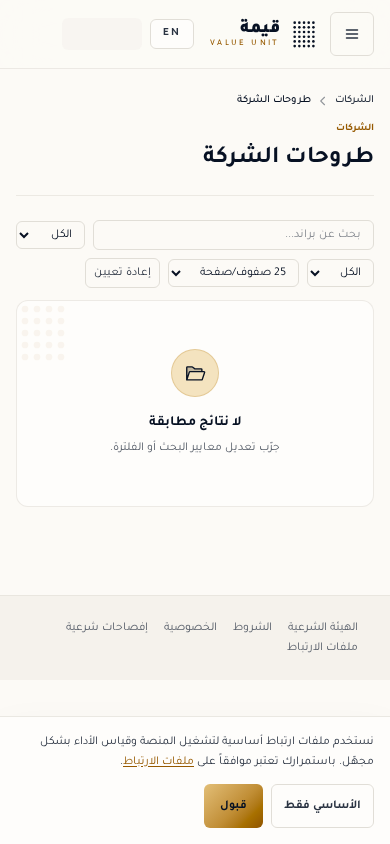 قيمة
VALUE UNIT
EN
الشركات
طروحات الشركة
الشركات
طروحات الشركة
بحث عن براند...
الكل
الكل
25 صفوف/صفحة
إعادة تعيين
لا نتائج مطابقة
جرّب تعديل معايير البحث أو الفلترة.
الهيئة الشرعية الشروط الخصوصية إفصاحات شرعية
ملفات الارتباط
نستخدم ملفات ارتباط أساسية لتشغيل المنصة وقياس الأداء بشكل
مجهّل. باستمرارك تعتبر موافقاً على ملفات الارتباط.
الأساسي فقط
قبول